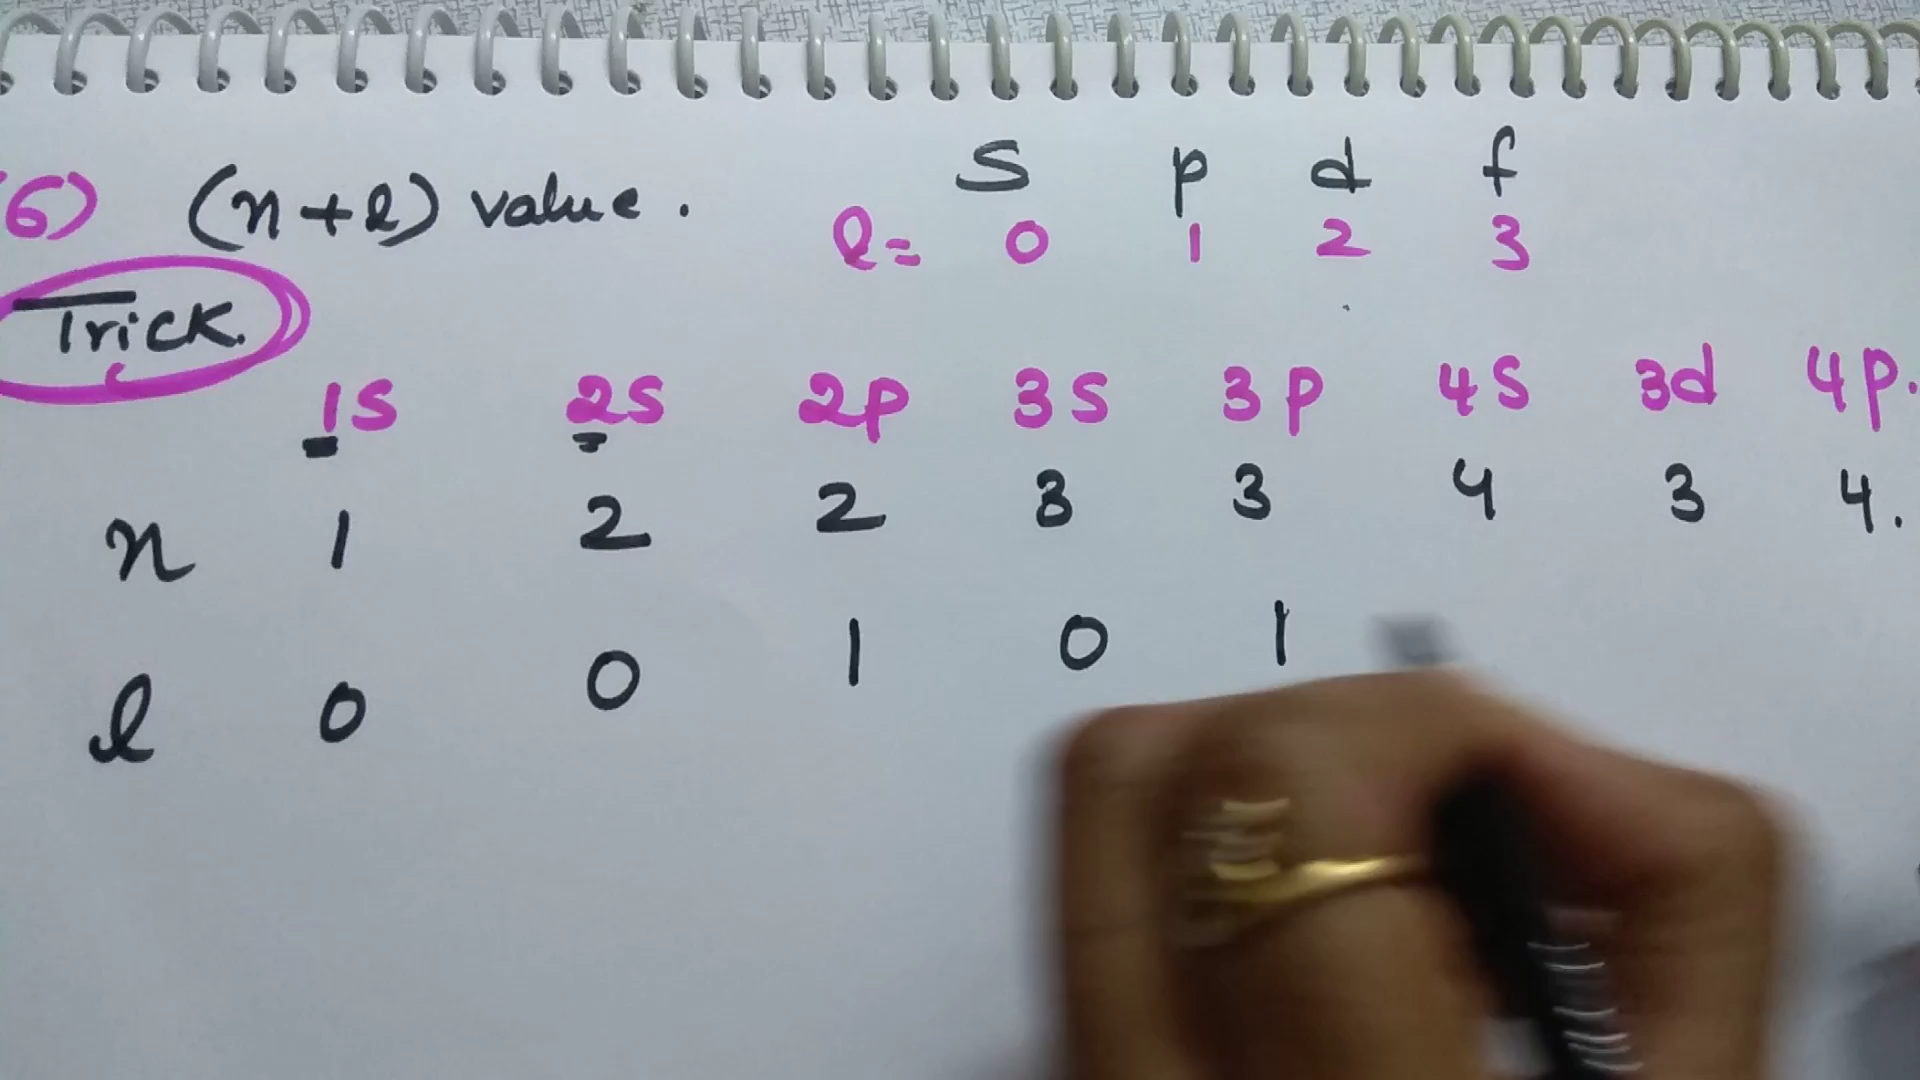 6) (n+l) value.
S p d f
l= 0 1 2 3
Trick.
1s 2s 2p 3s 3p 4s 3d 4p.
n 1 2 2 3 3 4 3 4.
l 0 0 1 0 1